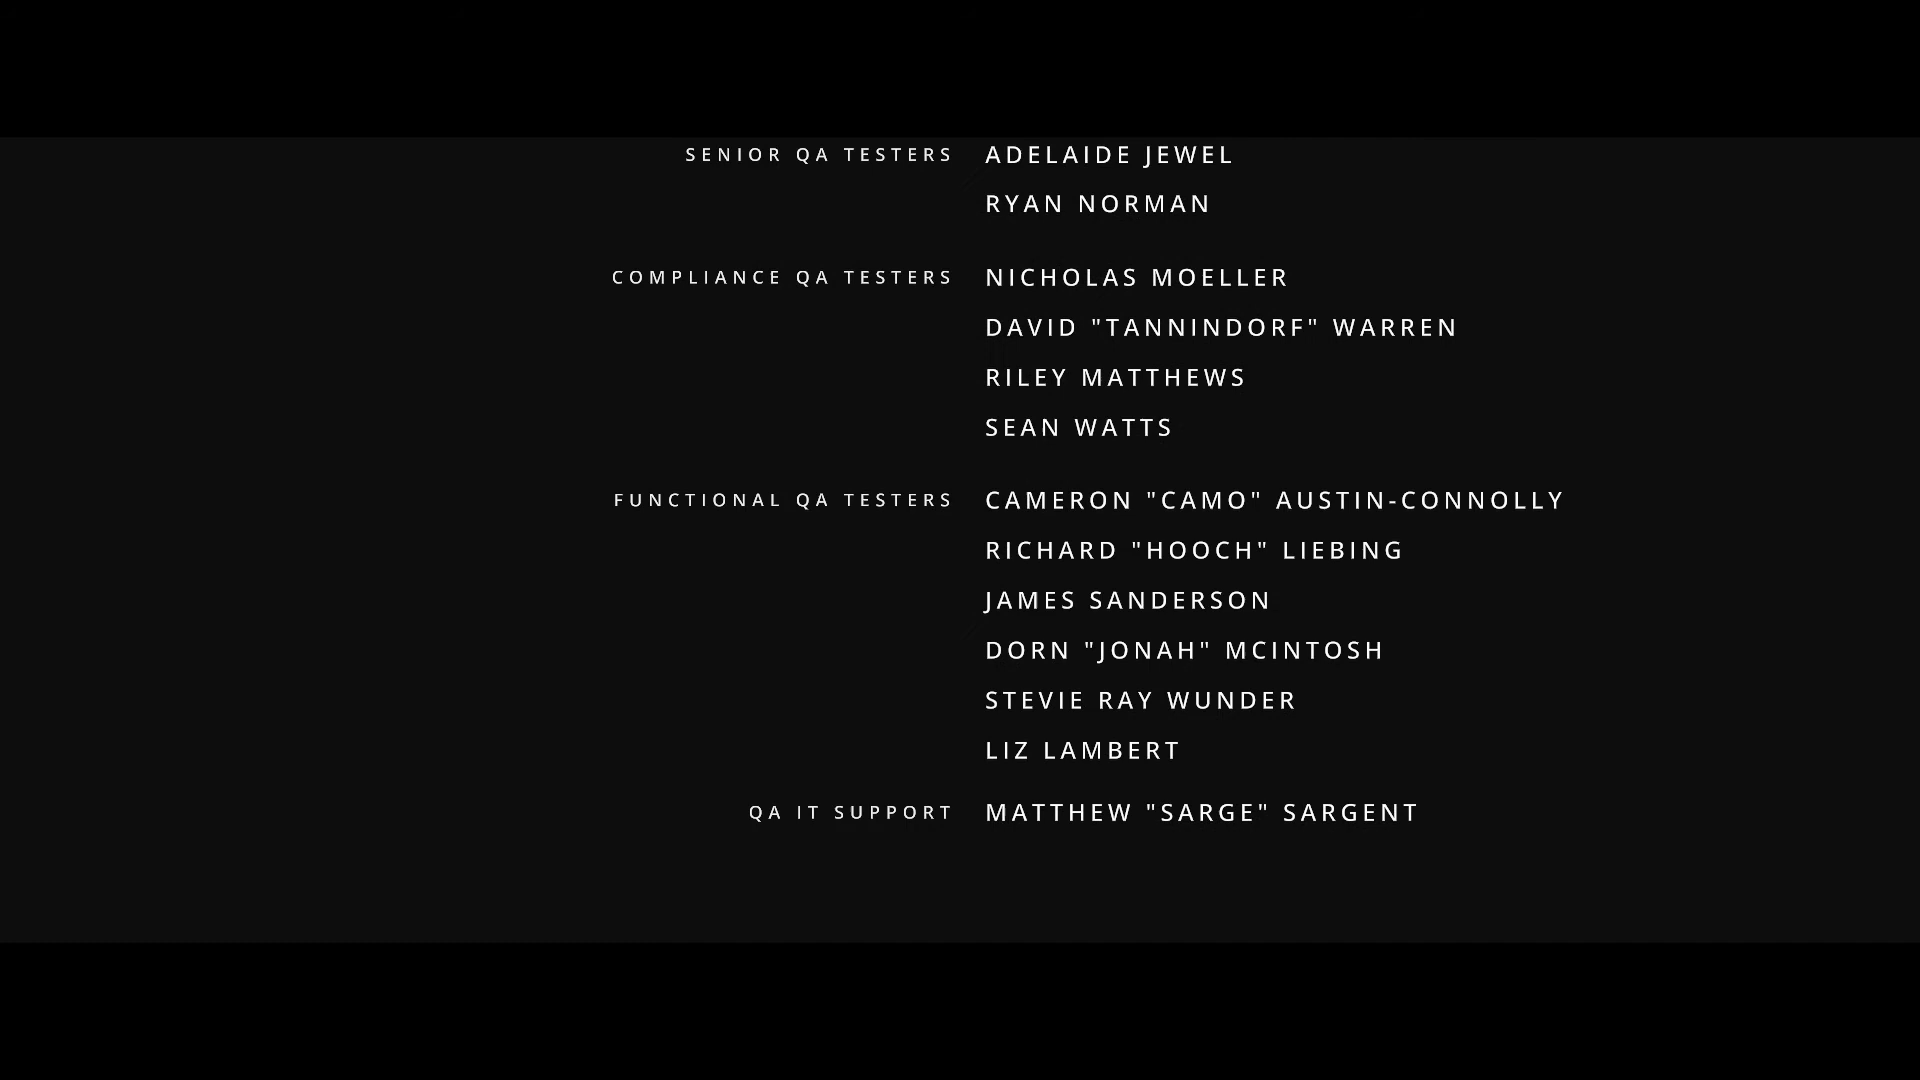 SENIOR QA TESTERS ADELAIDE JEWEL
RYAN NORMAN
COMPLIANCE QA TESTERS NICHOLAS MOELLER
DAVID "TANNINDORF" WARREN
RILEY MATTHEWS
SEAN WATTS
FUNCTIONAL QA TESTERS CAMERON "CAMO" AUSTIN-CONNOLLY
RICHARD "HOOCH" LIEBING
JAMES SANDERSON
DORN "JONAH" MCINTOSH
STEVIE RAY WUNDER
LIZ LAMBERT
QA IT SUPPORT MATTHEW "SARGE" SARGENT